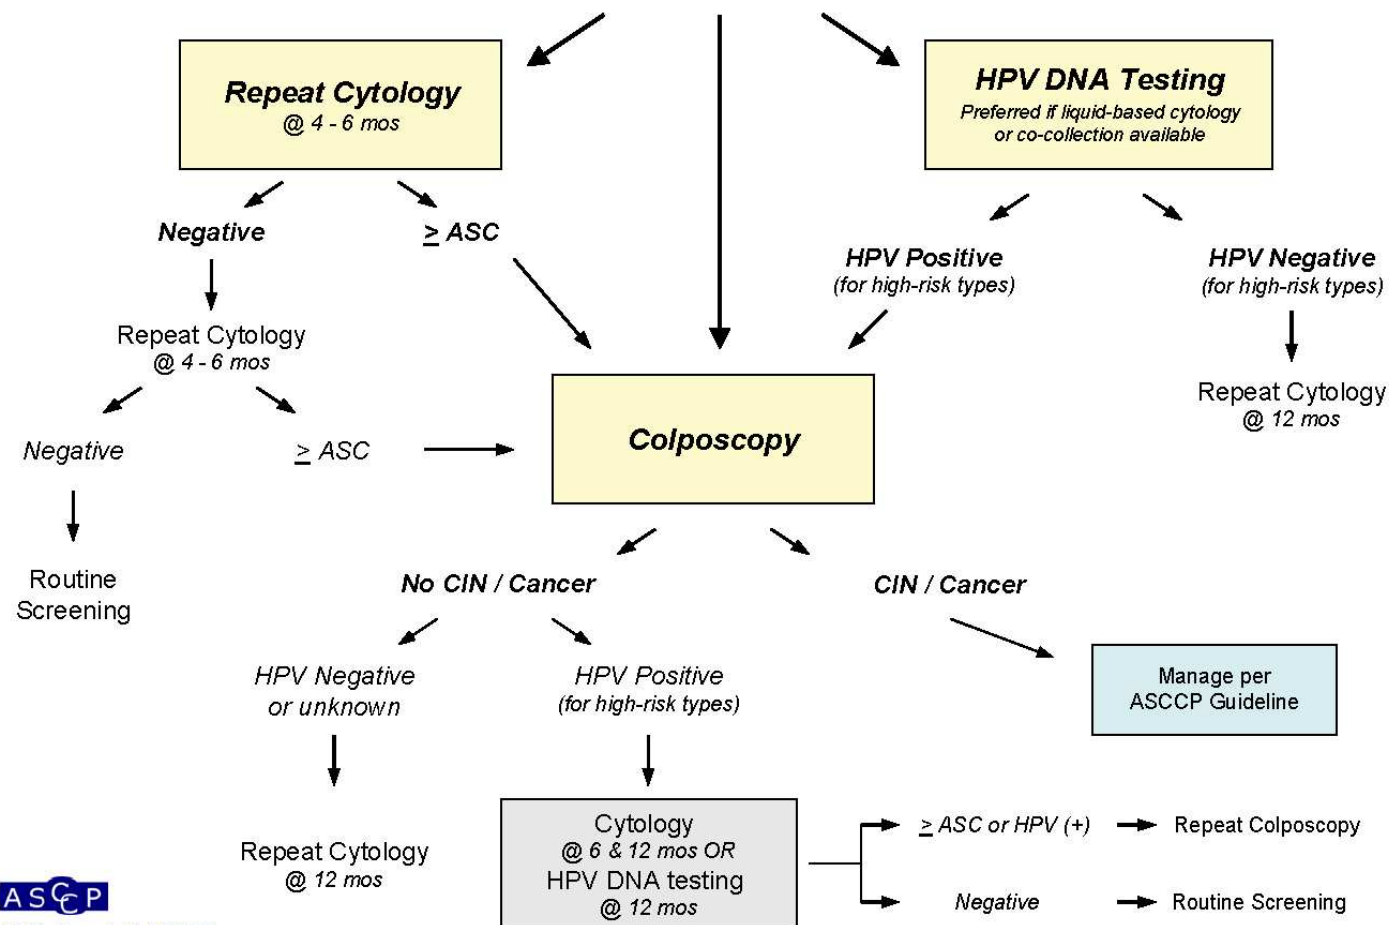 Repeat Cytology
@ 4 - 6 mos
HPV DNA Testing
Preferred if liquid-based cytology
or co-collection available
Negative
≥ ASC
HPV Positive
(for high-risk types)
HPV Negative
(for high-risk types)
Repeat Cytology
@ 4 - 6 mos
Repeat Cytology
@ 12 mos
Negative
≥ ASC
Colposcopy
Routine
Screening
No CIN / Cancer
CIN / Cancer
HPV Negative
or unknown
HPV Positive
(for high-risk types)
Manage per
ASCCP Guideline
Repeat Cytology
@ 12 mos
Cytology
@ 6 & 12 mos OR
HPV DNA testing
@ 12 mos
≥ ASC or HPV (+)
Repeat Colposcopy
Negative
Routine Screening
ASCCP